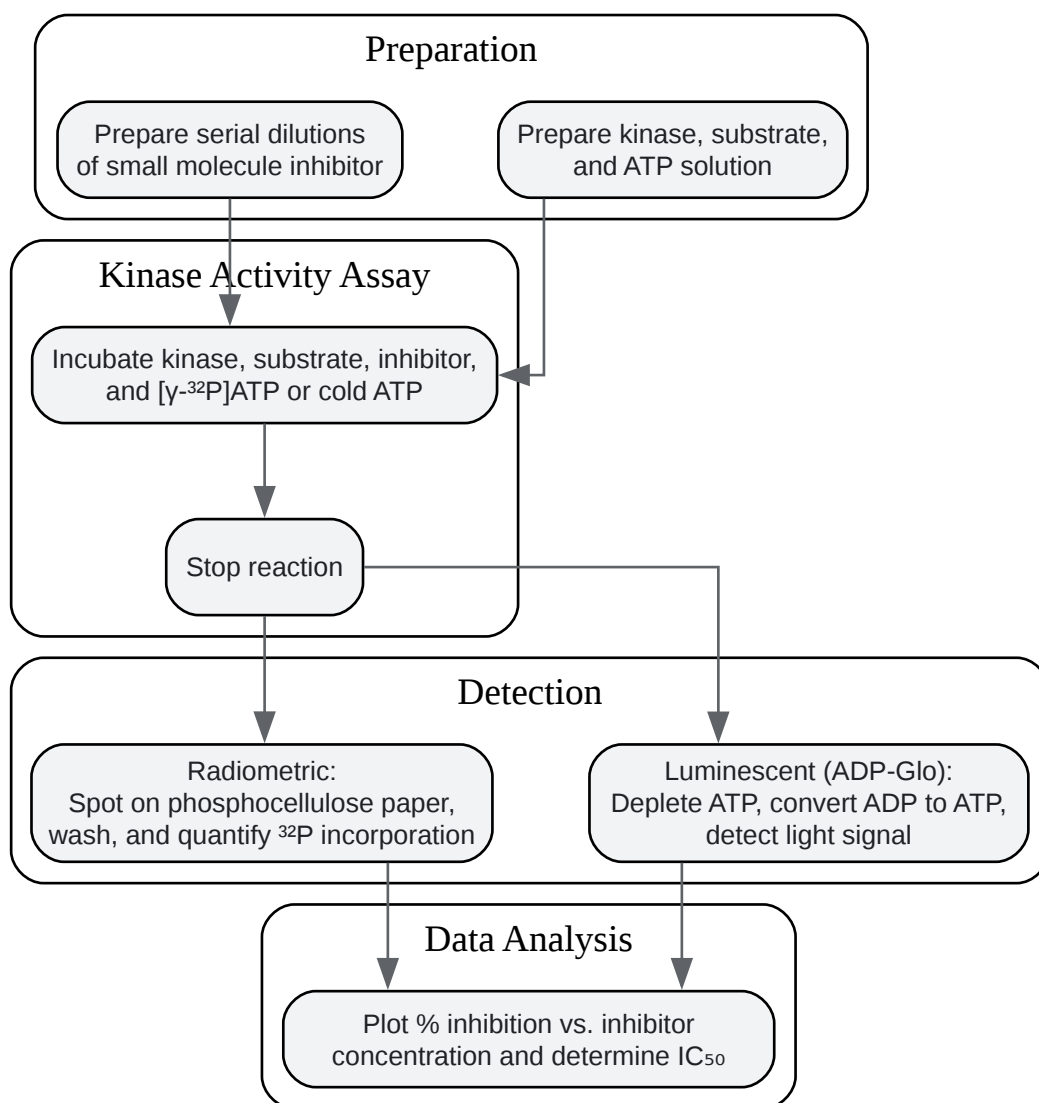 Preparation
Prepare serial dilutions
of small molecule inhibitor
Prepare kinase, substrate,
and ATP solution
Kinase Activity Assay
Incubate kinase, substrate, inhibitor,
and [γ-³²P]ATP or cold ATP
Stop reaction
Detection
Radiometric:
Spot on phosphocellulose paper,
wash, and quantify ³²P incorporation
Luminescent (ADP-Glo):
Deplete ATP, convert ADP to ATP,
detect light signal
Data Analysis
Plot % inhibition vs. inhibitor
concentration and determine IC₅₀